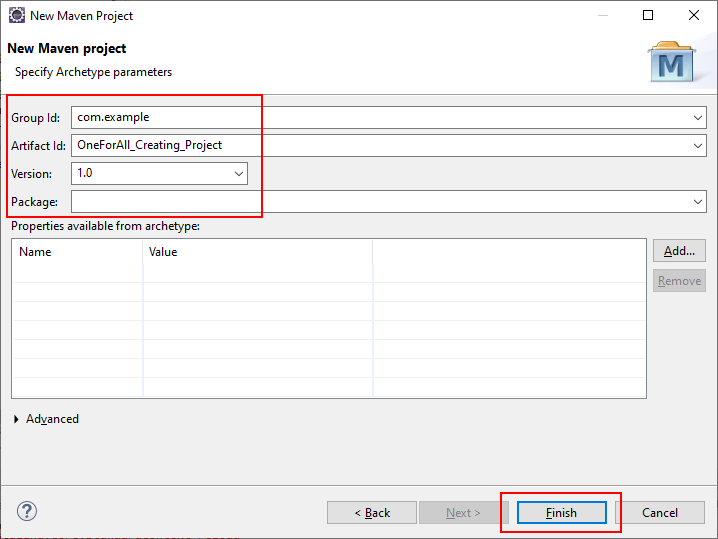 New Maven Project
New Maven project
Specify Archetype parameters
M
Group Id: com.example
Artifact Id: OneForAll_Creating_Project
Version: 1.0
Package:
Properties available from archetype:
Name Value
Add...
Remove
Advanced
? < Back Next > Finish Cancel